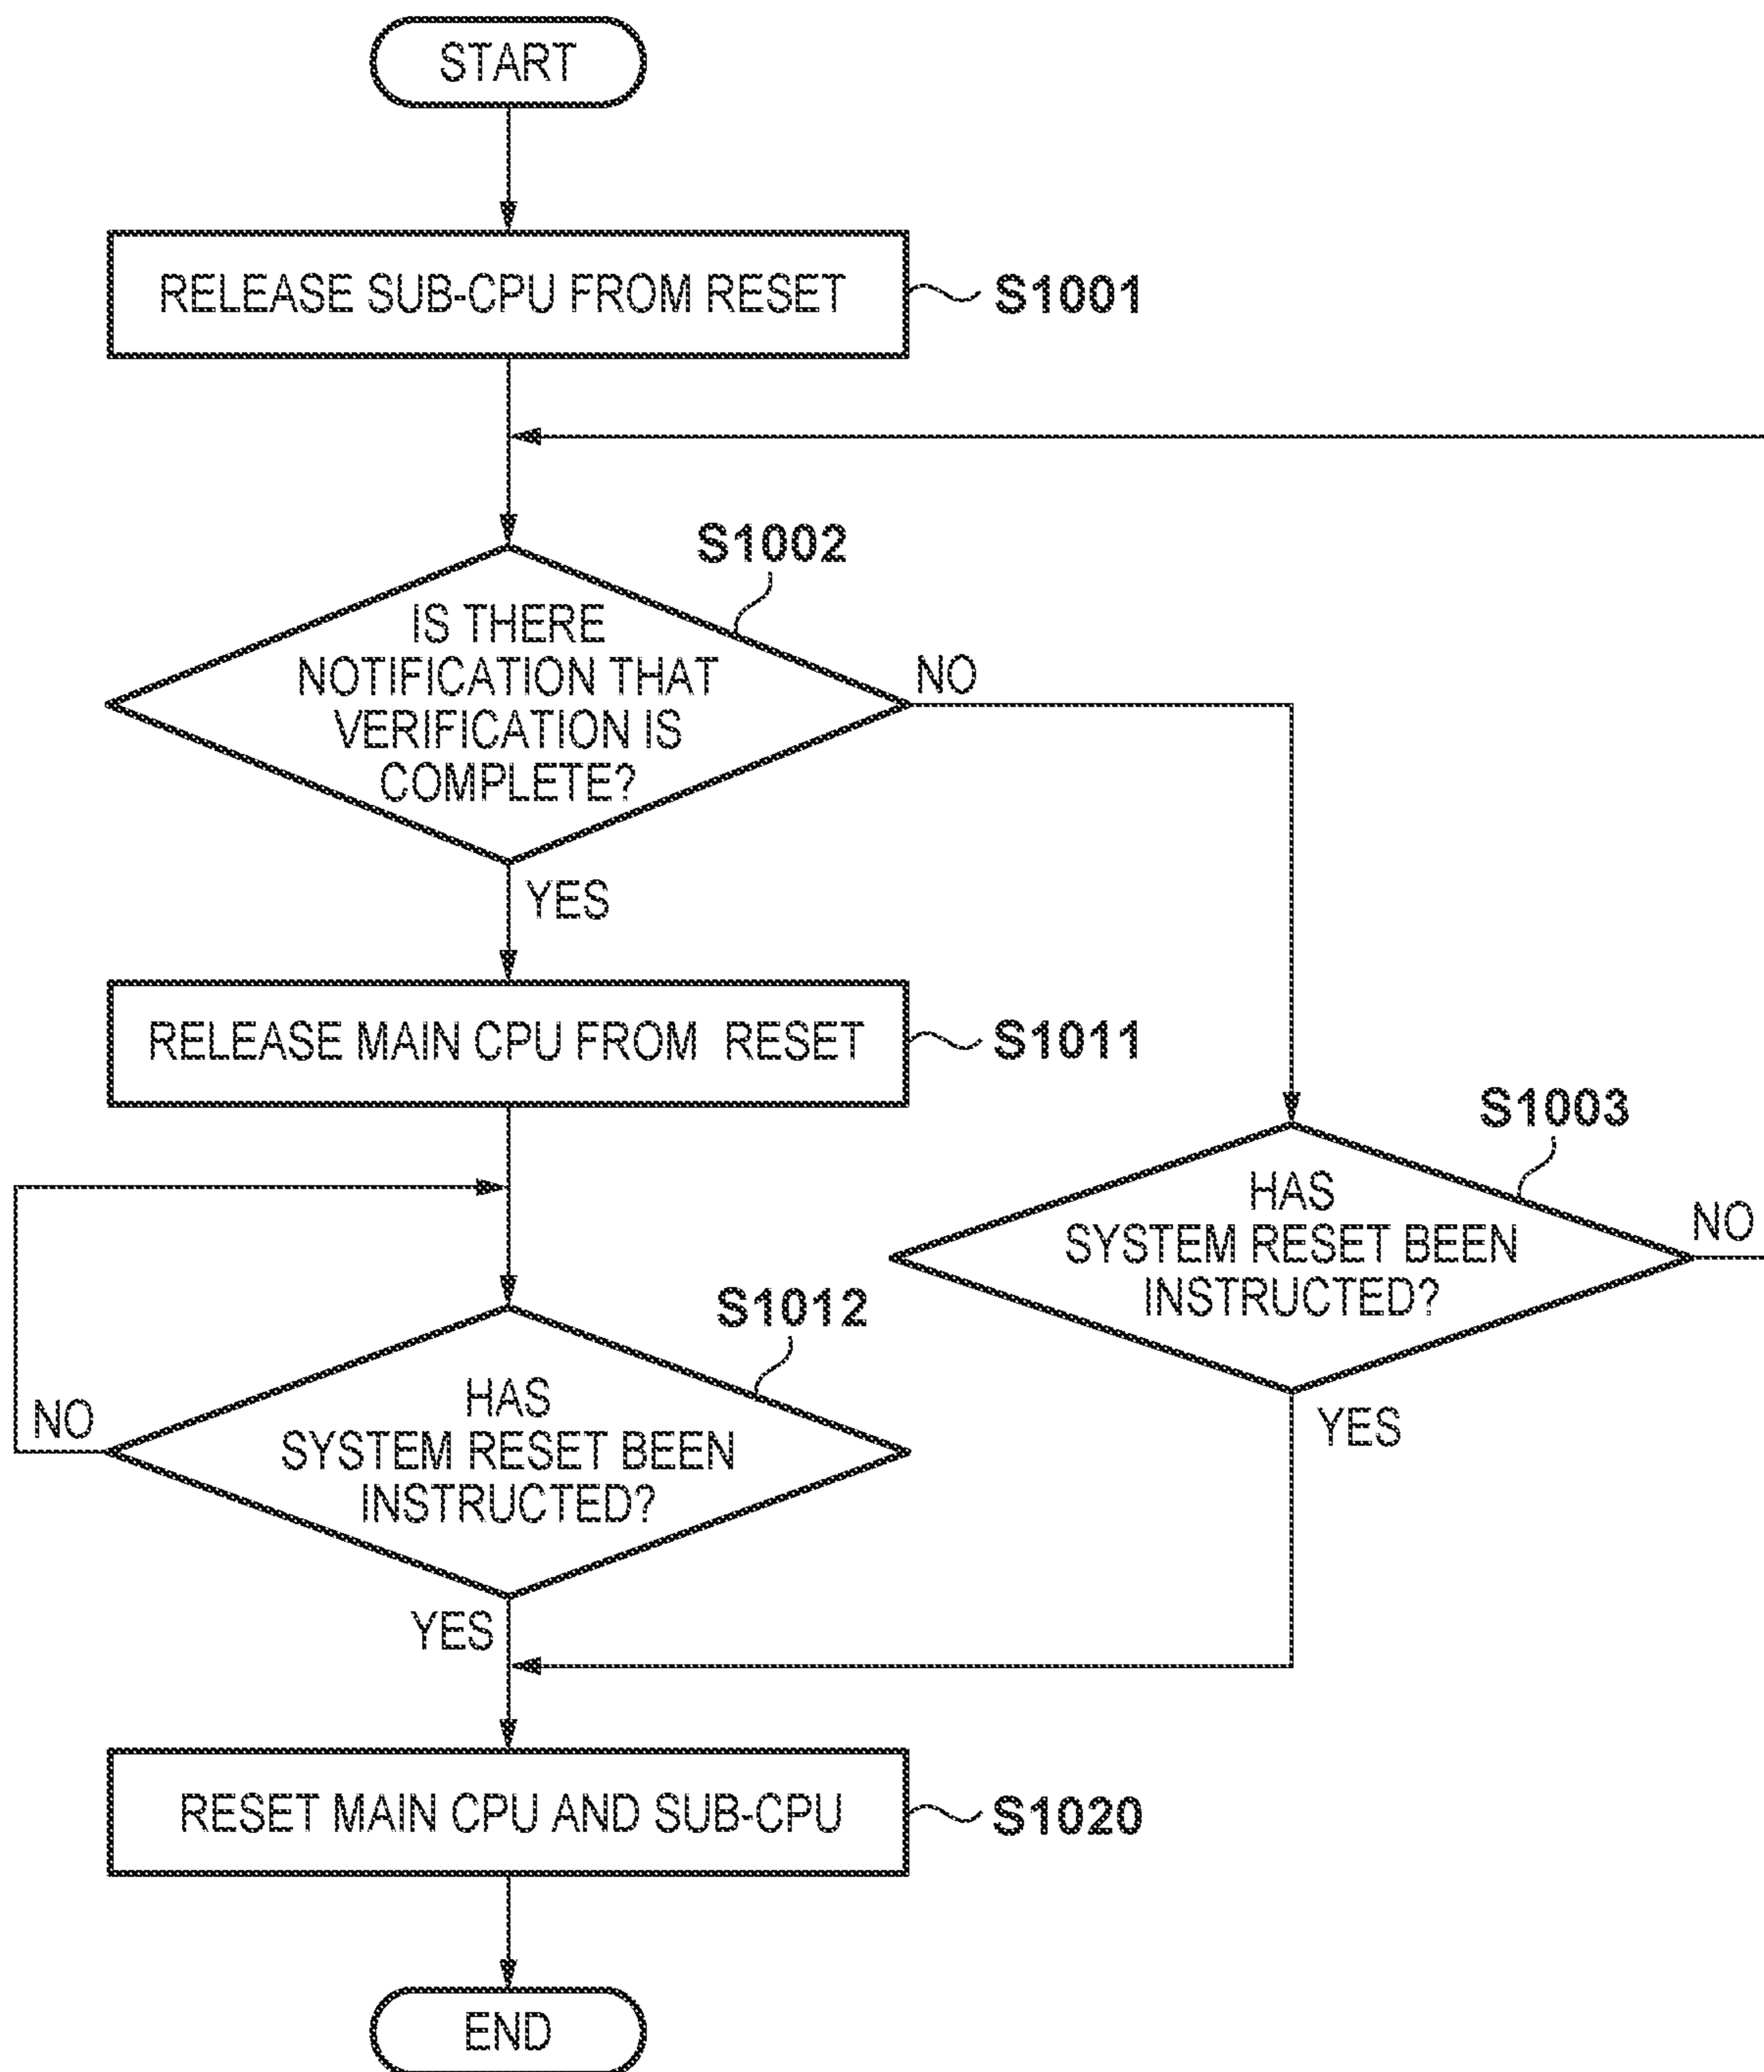 START
RELEASE SUB-CPU FROM RESET
S1001
S1002
IS THERE
NOTIFICATION THAT
VERIFICATION IS
COMPLETE?
NO
YES
RELEASE MAIN CPU FROM RESET
S1011
S1003
HAS
SYSTEM RESET BEEN
INSTRUCTED?
NO
YES
S1012
HAS
SYSTEM RESET BEEN
INSTRUCTED?
NO
YES
RESET MAIN CPU AND SUB-CPU
S1020
END